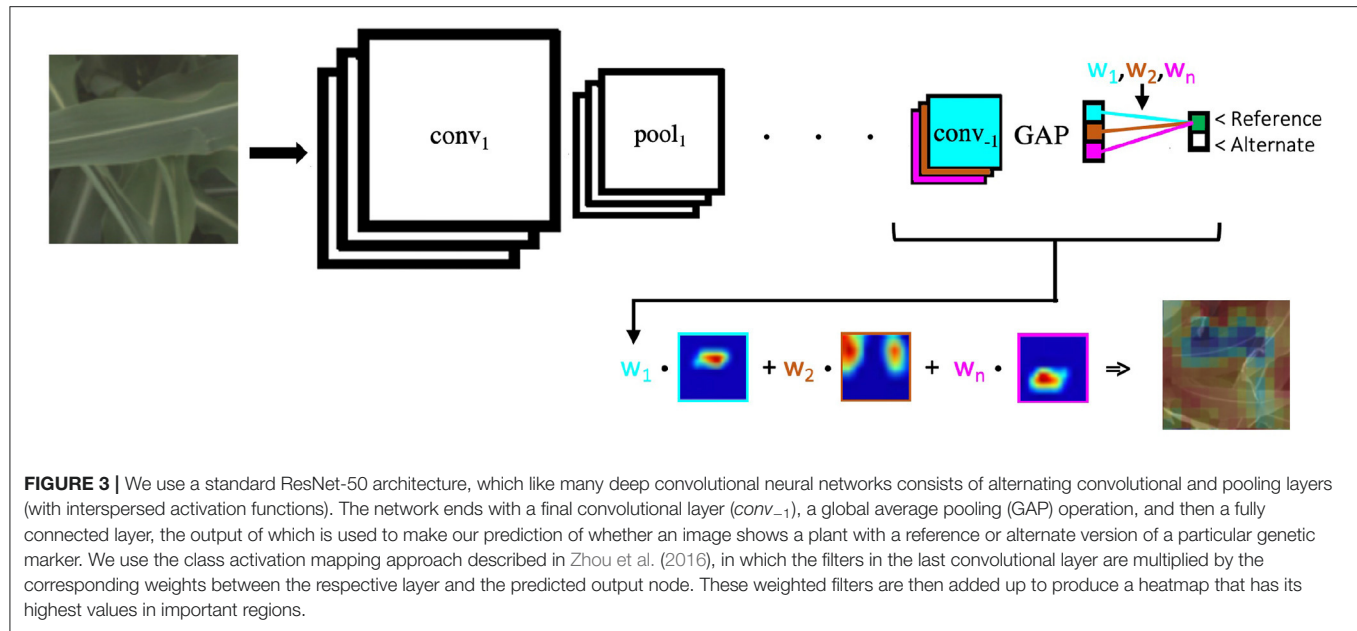 w1,w2,wn
conv1
pool1
. . .
conv-1
GAP
< Reference
< Alternate
w1 • + w2 • + wn • ⇒
FIGURE 3 | We use a standard ResNet-50 architecture, which like many deep convolutional neural networks consists of alternating convolutional and pooling layers
(with interspersed activation functions). The network ends with a final convolutional layer (conv−1), a global average pooling (GAP) operation, and then a fully
connected layer, the output of which is used to make our prediction of whether an image shows a plant with a reference or alternate version of a particular genetic
marker. We use the class activation mapping approach described in Zhou et al. (2016), in which the filters in the last convolutional layer are multiplied by the
corresponding weights between the respective layer and the predicted output node. These weighted filters are then added up to produce a heatmap that has its
highest values in important regions.